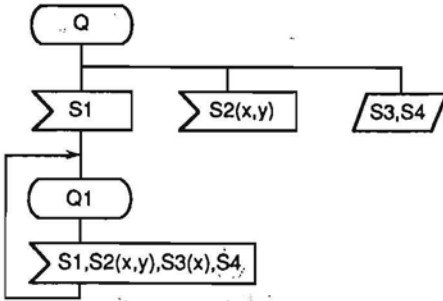 Q
S1
S2(x,y)
S3,S4
Q1
S1,S2(x,y),S3(x),S4